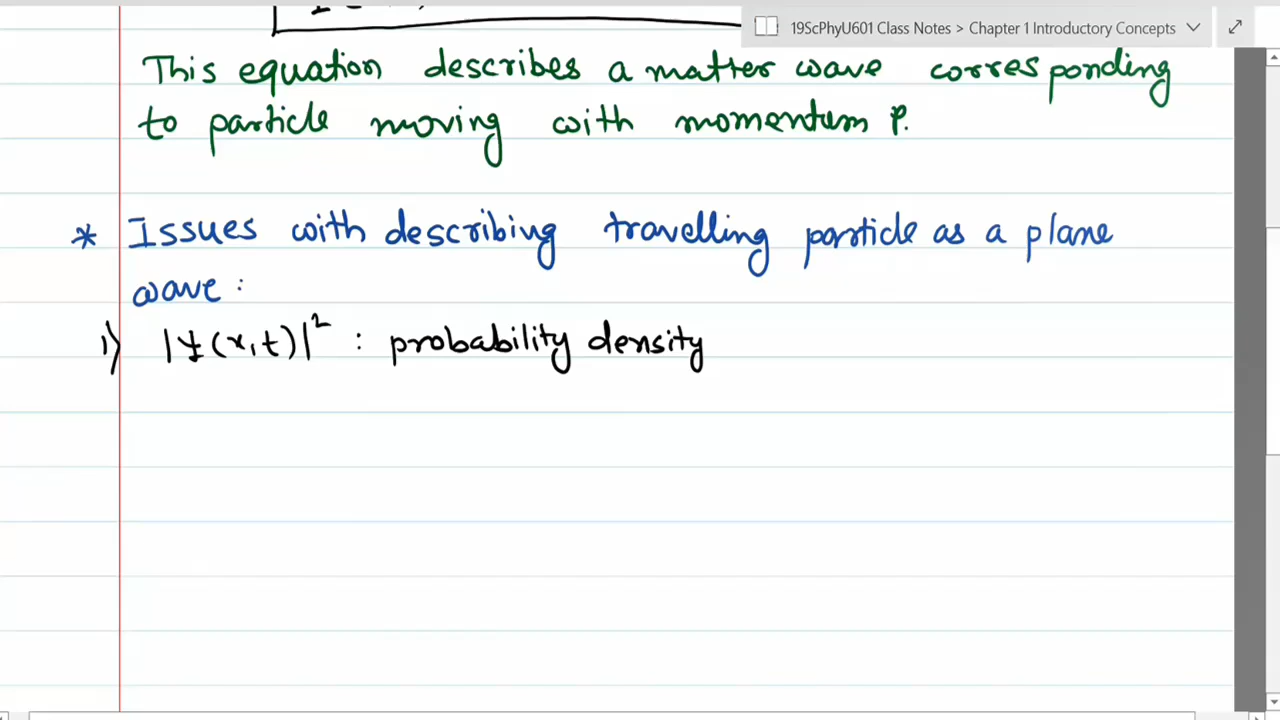 19ScPhyU601 Class Notes > Chapter 1 Introductory Concepts
This equation describes a matter wave corresponding
to particle moving with momentum P.
* Issues with describing travelling particle as a plane
wave :
i) |Ψ(x,t)|² : probability density